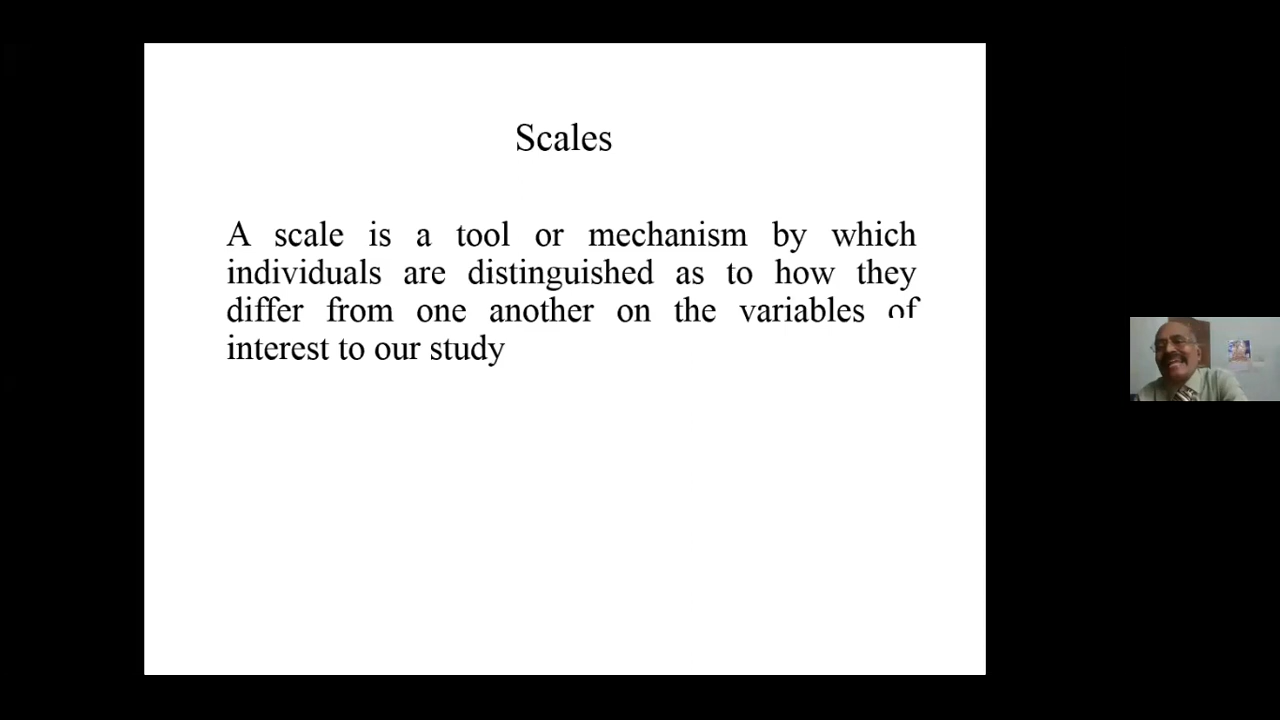 Scales
A scale is a tool or mechanism by which
individuals are distinguished as to how they
differ from one another on the variables of
interest to our study